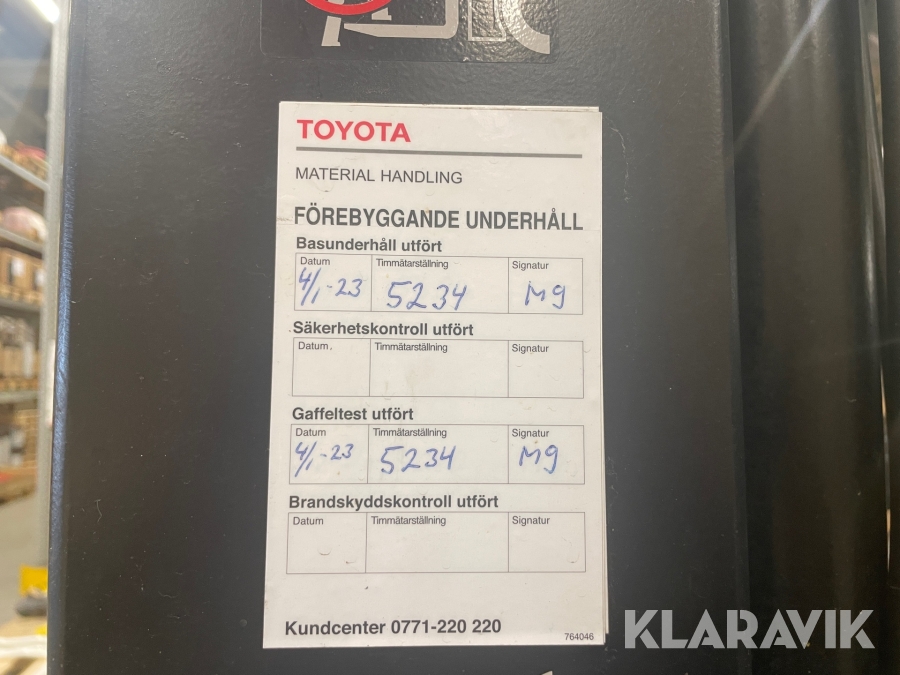 TOYOTA
MATERIAL HANDLING
FÖREBYGGANDE UNDERHÅLL
Basunderhåll utfört
Datum Timmätarställning Signatur
4/1-23 5234 Mg
Säkerhetskontroll utfört
Datum. Timmätarställning Signatur
Gaffeltest utfört
Datum Timmätarställning Signatur
4/1-23 5234 Mg
Brandskyddskontroll utfört
Datum Timmätarställning Signatur
Kundcenter 0771-220 220
764046
KLARAVIK